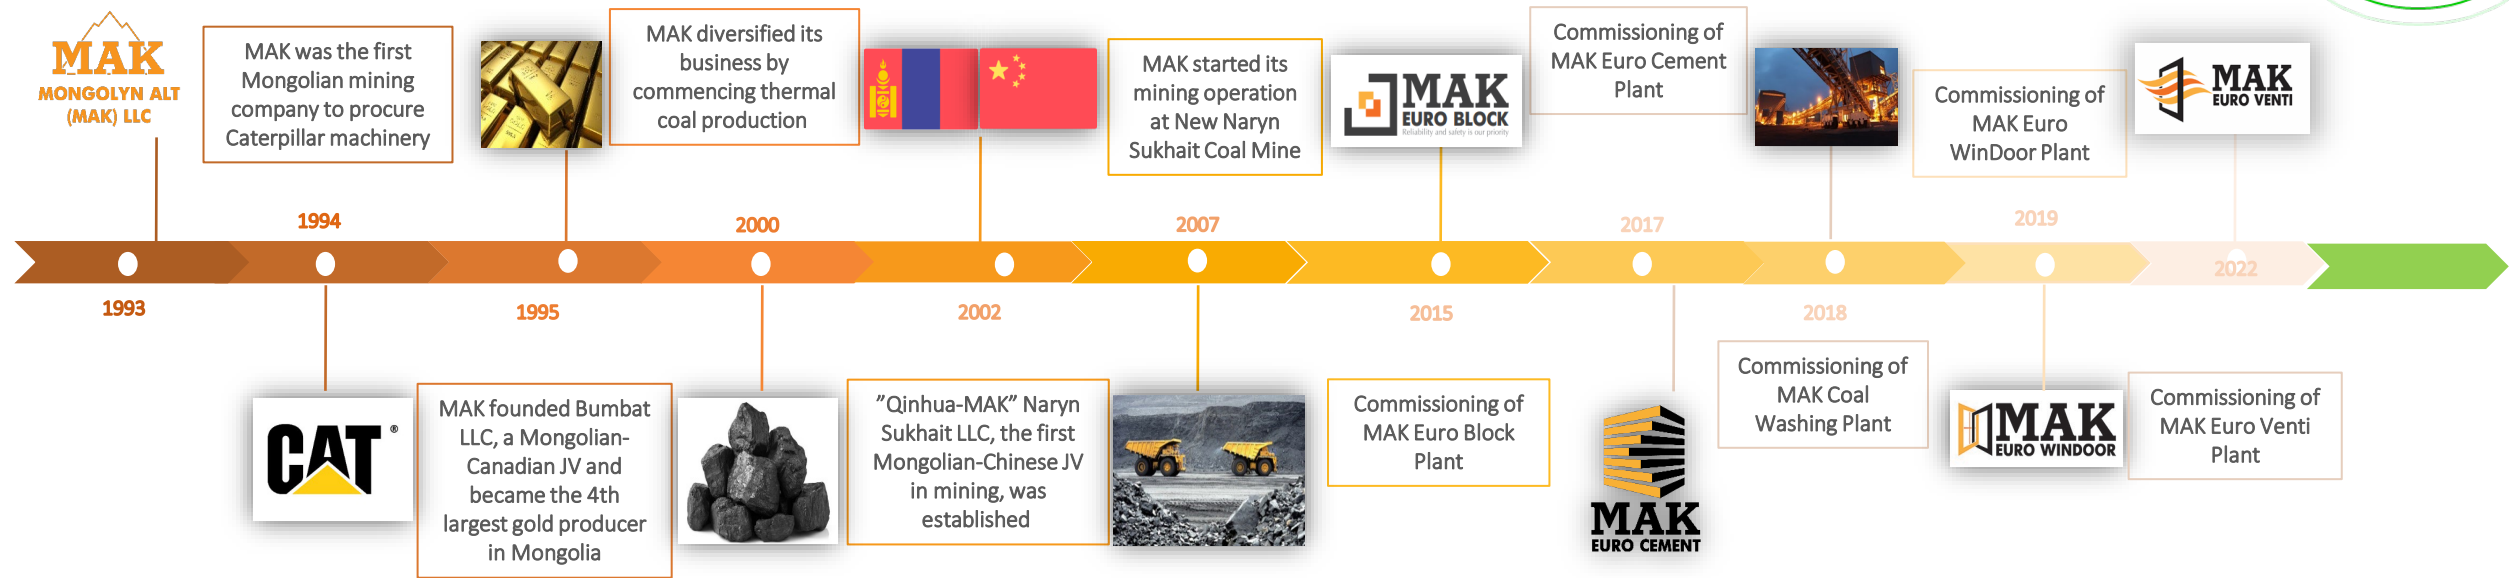 MAK
MONGOLYN ALT
(MAK) LLC
1993
MAK was the first
Mongolian mining
company to procure
Caterpillar machinery
1994
CAT®
1995
MAK founded Bumbat
LLC, a Mongolian-
Canadian JV and
became the 4th
largest gold producer
in Mongolia
MAK diversified its
business by
commencing thermal
coal production
2000
2002
”Qinhua-MAK” Naryn
Sukhait LLC, the first
Mongolian-Chinese JV
in mining, was
established
MAK started its
mining operation
at New Naryn
Sukhait Coal Mine
2007
MAK
EURO BLOCK
Reliability and safety is our priority
2015
Commissioning of
MAK Euro Block
Plant
Commissioning of
MAK Euro Cement
Plant
2017
MAK
EURO CEMENT
2018
Commissioning of
MAK Coal
Washing Plant
Commissioning of
MAK Euro
WinDoor Plant
2019
MAK
EURO WINDOOR
MAK
EURO VENTI
2022
Commissioning of
MAK Euro Venti
Plant